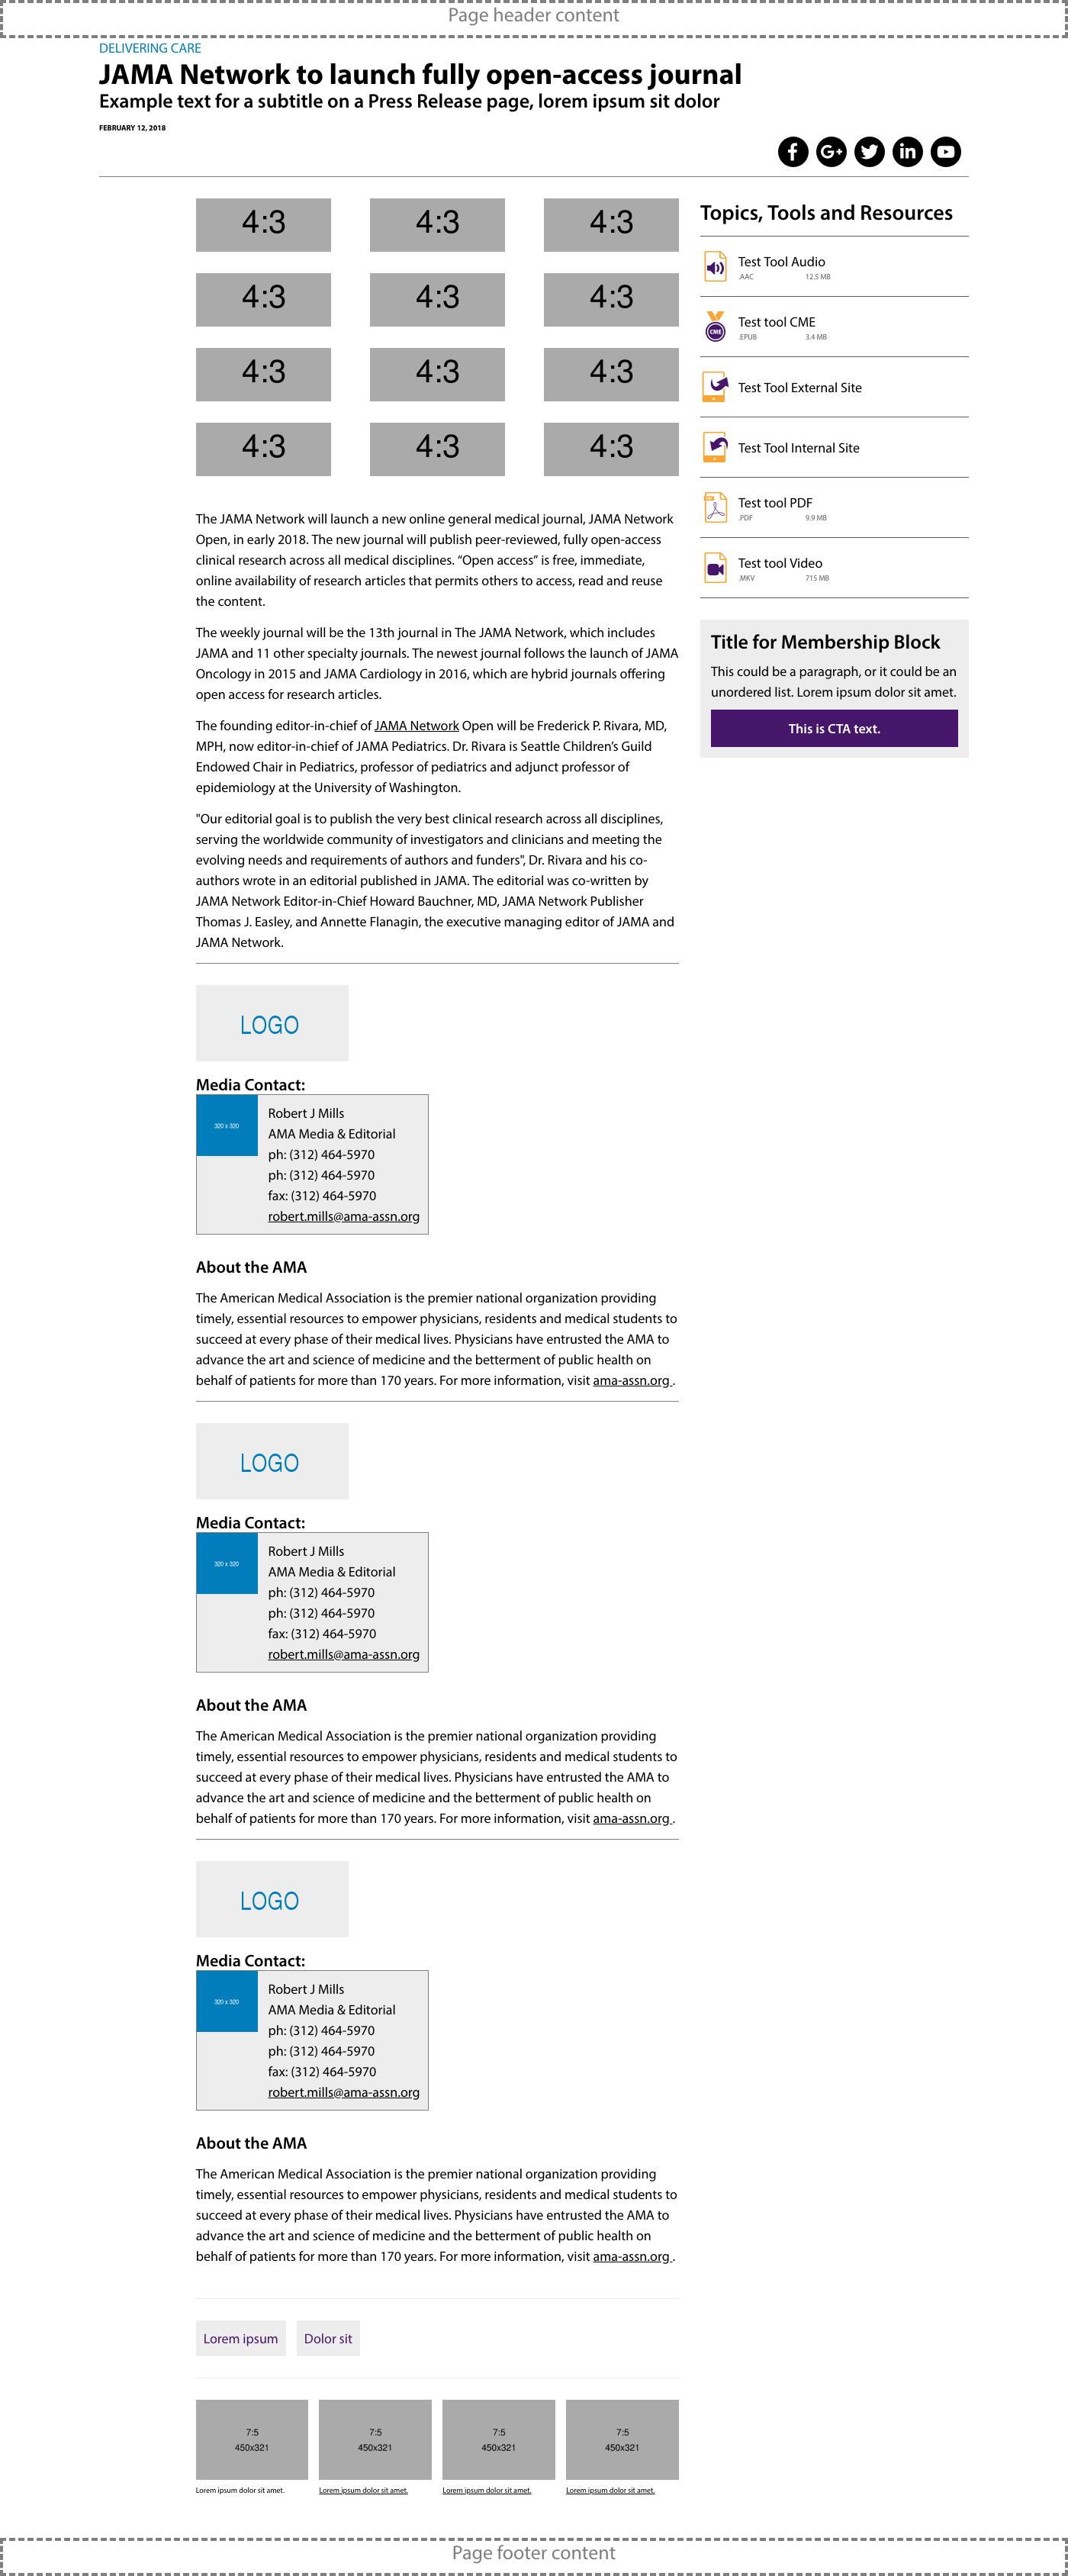 Page header content
DELIVERING CARE
JAMA Network to launch fully open-access journal
Example text for a subtitle on a Press Release page, lorem ipsum sit dolor
FEBRUARY 12, 2018
4:3 4:3 4:3
4:3 4:3 4:3
4:3 4:3 4:3
4:3 4:3 4:3
The JAMA Network will launch a new online general medical journal, JAMA Network
Open, in early 2018. The new journal will publish peer-reviewed, fully open-access
clinical research across all medical disciplines. “Open access” is free, immediate,
online availability of research articles that permits others to access, read and reuse
the content.
The weekly journal will be the 13th journal in The JAMA Network, which includes
JAMA and 11 other specialty journals. The newest journal follows the launch of JAMA
Oncology in 2015 and JAMA Cardiology in 2016, which are hybrid journals offering
open access for research articles.
The founding editor-in-chief of JAMA Network Open will be Frederick P. Rivara, MD,
MPH, now editor-in-chief of JAMA Pediatrics. Dr. Rivara is Seattle Children’s Guild
Endowed Chair in Pediatrics, professor of pediatrics and adjunct professor of
epidemiology at the University of Washington.
"Our editorial goal is to publish the very best clinical research across all disciplines,
serving the worldwide community of investigators and clinicians and meeting the
evolving needs and requirements of authors and funders", Dr. Rivara and his co-
authors wrote in an editorial published in JAMA. The editorial was co-written by
JAMA Network Editor-in-Chief Howard Bauchner, MD, JAMA Network Publisher
Thomas J. Easley, and Annette Flanagin, the executive managing editor of JAMA and
JAMA Network.
LOGO
Media Contact:
320 x 320
Robert J Mills
AMA Media & Editorial
ph: (312) 464-5970
ph: (312) 464-5970
fax: (312) 464-5970
robert.mills@ama-assn.org
About the AMA
The American Medical Association is the premier national organization providing
timely, essential resources to empower physicians, residents and medical students to
succeed at every phase of their medical lives. Physicians have entrusted the AMA to
advance the art and science of medicine and the betterment of public health on
behalf of patients for more than 170 years. For more information, visit ama-assn.org .
LOGO
Media Contact:
320 x 320
Robert J Mills
AMA Media & Editorial
ph: (312) 464-5970
ph: (312) 464-5970
fax: (312) 464-5970
robert.mills@ama-assn.org
About the AMA
The American Medical Association is the premier national organization providing
timely, essential resources to empower physicians, residents and medical students to
succeed at every phase of their medical lives. Physicians have entrusted the AMA to
advance the art and science of medicine and the betterment of public health on
behalf of patients for more than 170 years. For more information, visit ama-assn.org .
LOGO
Media Contact:
320 x 320
Robert J Mills
AMA Media & Editorial
ph: (312) 464-5970
ph: (312) 464-5970
fax: (312) 464-5970
robert.mills@ama-assn.org
About the AMA
The American Medical Association is the premier national organization providing
timely, essential resources to empower physicians, residents and medical students to
succeed at every phase of their medical lives. Physicians have entrusted the AMA to
advance the art and science of medicine and the betterment of public health on
behalf of patients for more than 170 years. For more information, visit ama-assn.org .
Lorem ipsum Dolor sit
7:5 7:5 7:5 7:5
450x321 450x321 450x321 450x321
Lorem ipsum dolor sit amet. Lorem ipsum dolor sit amet. Lorem ipsum dolor sit amet. Lorem ipsum dolor sit amet.
Topics, Tools and Resources
Test Tool Audio
.AAC 12.5 MB
CME
Test tool CME
.EPUB 3.4 MB
Test Tool External Site
Test Tool Internal Site
Test tool PDF
.PDF 9.9 MB
Test tool Video
.MKV 715 MB
Title for Membership Block
This could be a paragraph, or it could be an
unordered list. Lorem ipsum dolor sit amet.
This is CTA text.
Page footer content